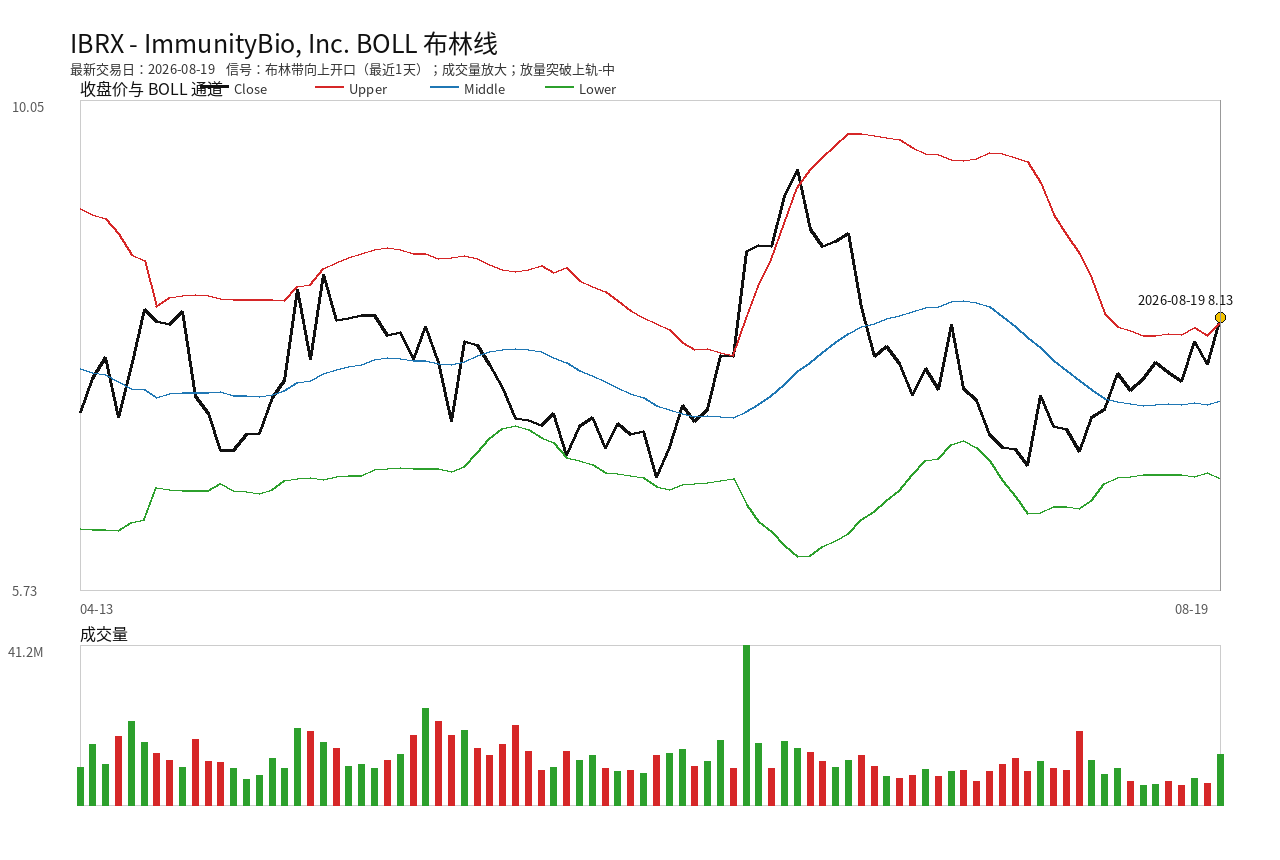 IBRX - ImmunityBio, Inc. BOLL 布林线
最新交易日：2026-08-19 信号：布林带向上开口（最近1天）；成交量放大；放量突破上轨-中
收盘价与 BOLL 通道 Close Upper Middle Lower
10.05
2026-08-19 8.13
5.73
04-13 08-19
成交量
41.2M